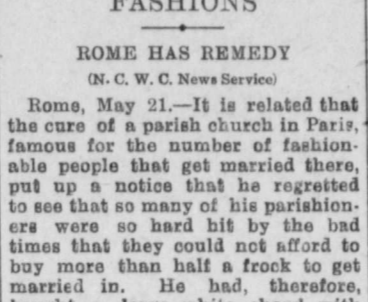 FASHIONS
ROME HAS REMEDY
(N. C. W. C. News Service)
Rome, May 21.—It is related that
the cure of a parish church in Paris,
famous for the number of fashion-
able people that get married there,
put up a notice that he regretted
to see that so many of his parishion-
ers were so hard hit by the bad
times that they could not afford to
buy more than half a frock to get
married in. He had, therefore,